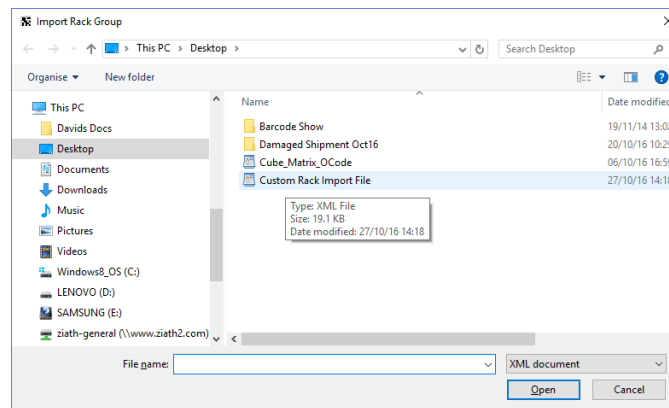 Import Rack Group
This PC > Desktop >
Search Desktop
Organise
New folder
This PC
Davids Docs
Desktop
Documents
Downloads
Music
Pictures
Videos
Windows8_OS (C:)
LENOVO (D:)
SAMSUNG (E:)
ziath-general (\\www.ziath2.com)
Name
Date modified
Barcode Show
19/11/14 13:02
Damaged Shipment Oct16
20/10/16 10:29
Cube_Matrix_OCode
06/10/16 16:59
Custom Rack Import File
27/10/16 14:18
Type: XML File
Size: 19.1 KB
Date modified: 27/10/16 14:18
File name:
XML document
Open
Cancel